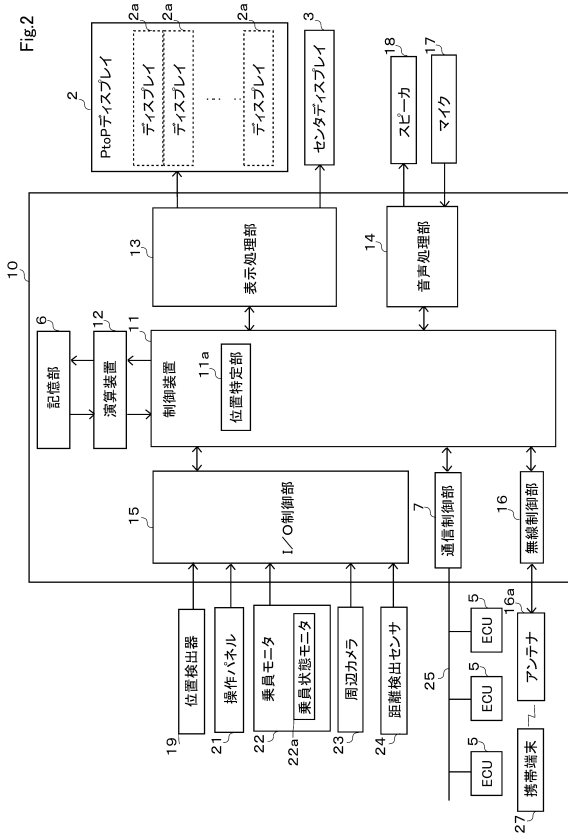 Fig.2
2
PtoPディスプレイ
2a
ディスプレイ
2a
ディスプレイ
2a
ディスプレイ
3
センタディスプレイ
18
スピーカ
17
マイク
10
13
表示処理部
14
音声処理部
6
記憶部
12
演算装置
11
制御装置
11a
位置特定部
15
I/O制御部
7
通信制御部
16
無線制御部
19
位置検出器
21
操作パネル
22
乗員モニタ
22a
乗員状態モニタ
23
周辺カメラ
24
距離検出センサ
25
5
ECU
5
ECU
5
ECU
16a
アンテナ
27
携帯端末